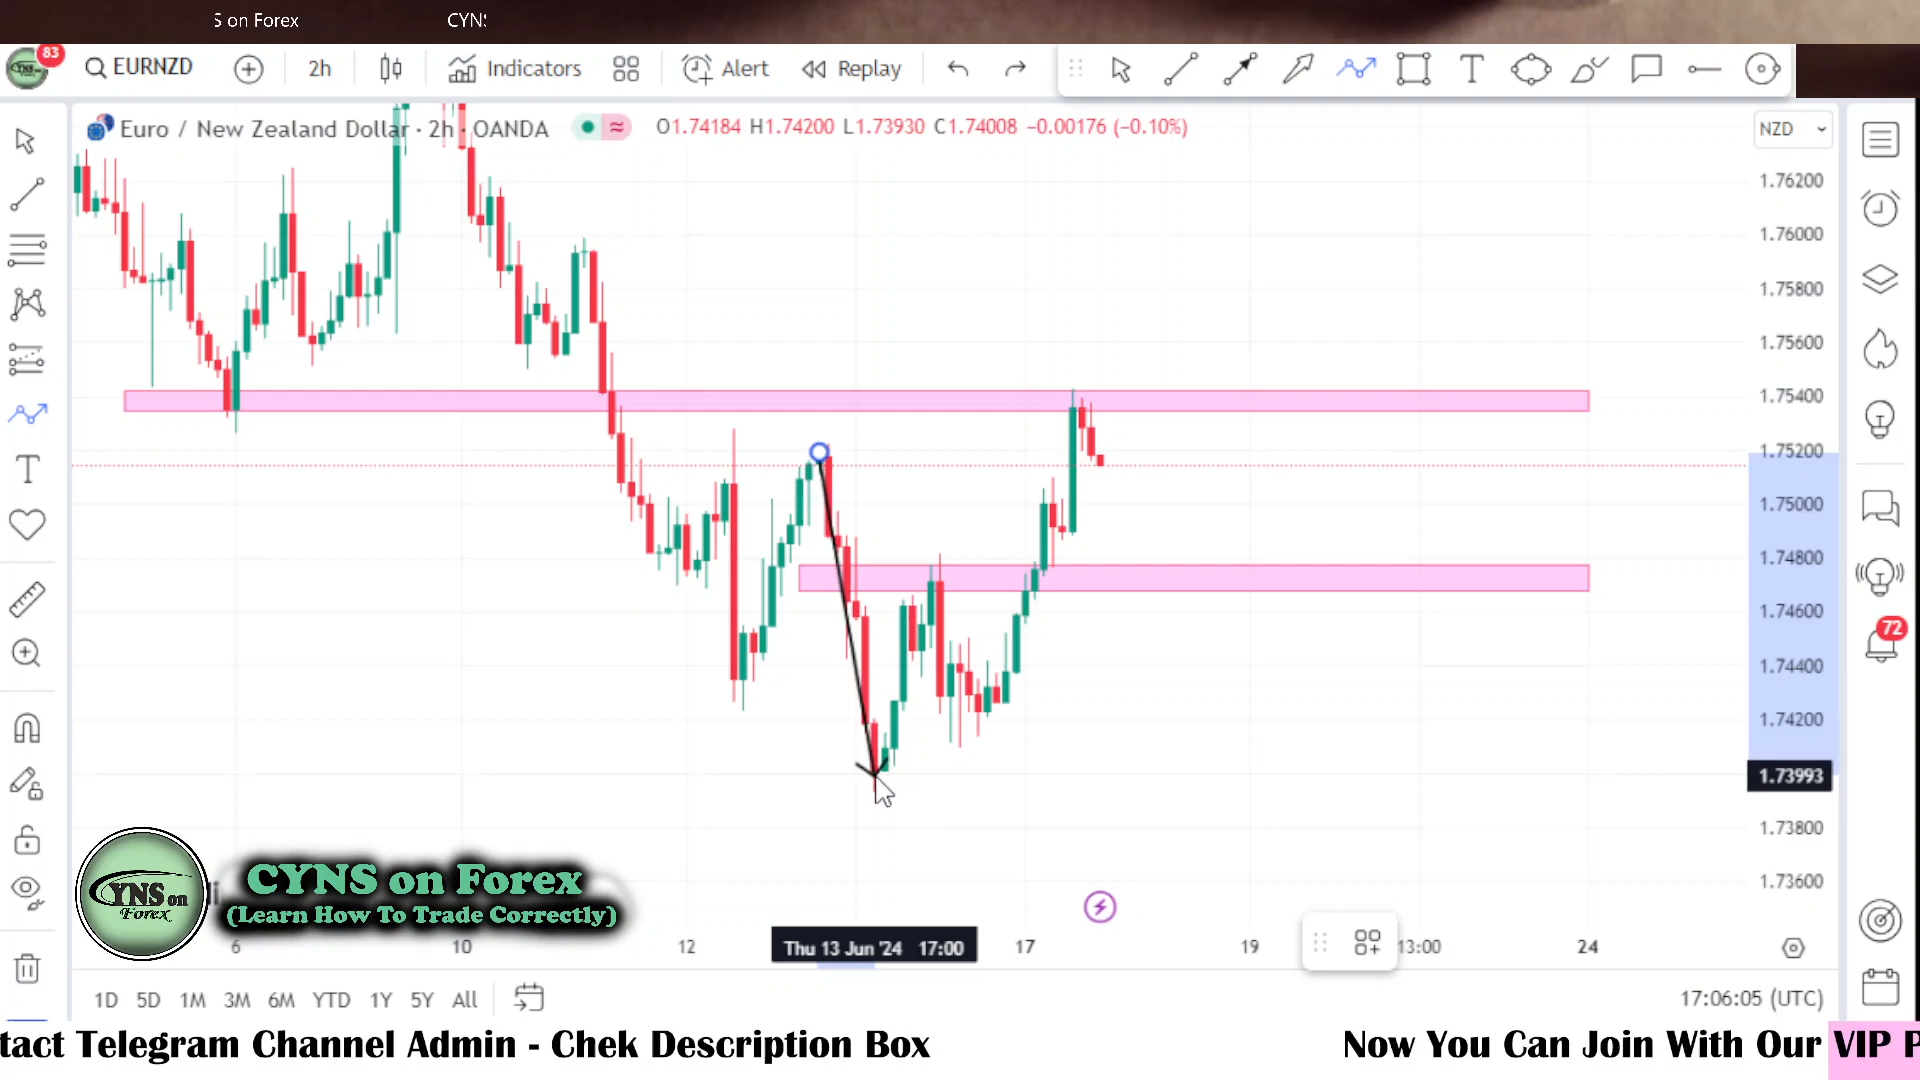 S on Forex
CYNS
83
EURNZD
2h
Indicators
Alert
Replay
Euro / New Zealand Dollar · 2h · OANDA
O1.74184 H1.74200 L1.73930 C1.74008 −0.00176 (−0.10%)
NZD
1.76200
1.76000
1.75800
1.75600
1.75400
1.75200
1.75000
1.74800
1.74600
1.74400
1.74200
1.73993
1.73800
1.73600
72
YNS on
Forex
CYNS on Forex
(Learn How To Trade Correctly)
6
10
12
Thu 13 Jun '24 17:00
17
19
13:00
24
1D 5D 1M 3M 6M YTD 1Y 5Y All
17:06:05 (UTC)
tact Telegram Channel Admin - Chek Description Box
Now You Can Join With Our VIP P